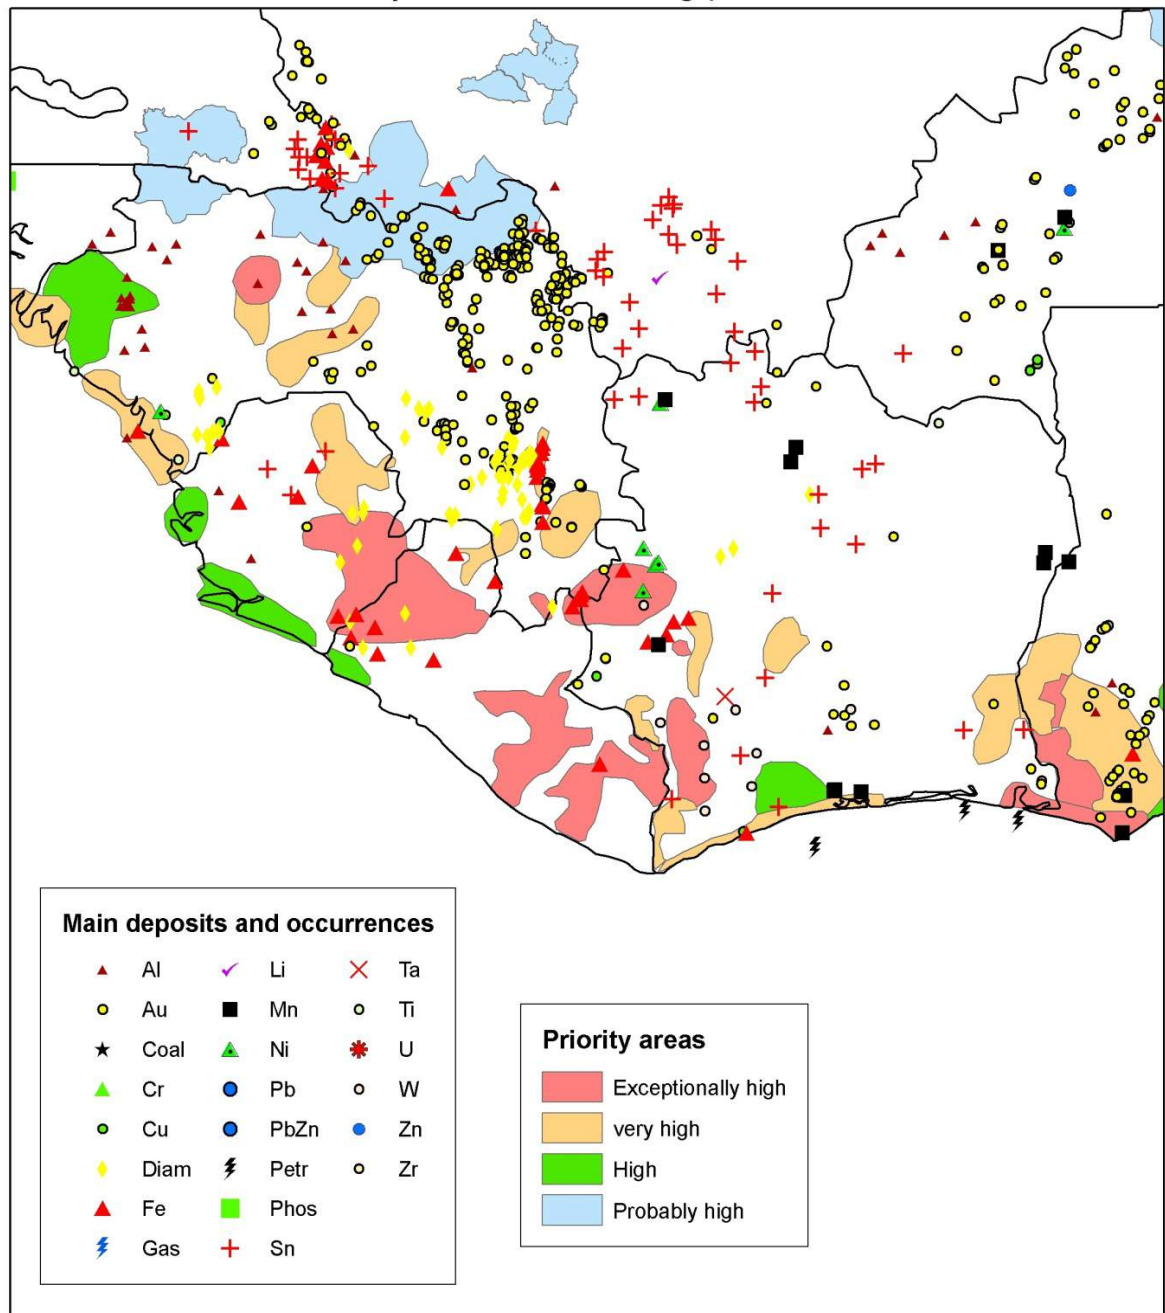 Main deposits and occurrences
Al Li Ta
Au Mn Ti
Coal Ni U
Cr Pb W
Cu PbZn Zn
Diam Petr Zr
Fe Phos
Gas Sn
Priority areas
Exceptionally high
very high
High
Probably high